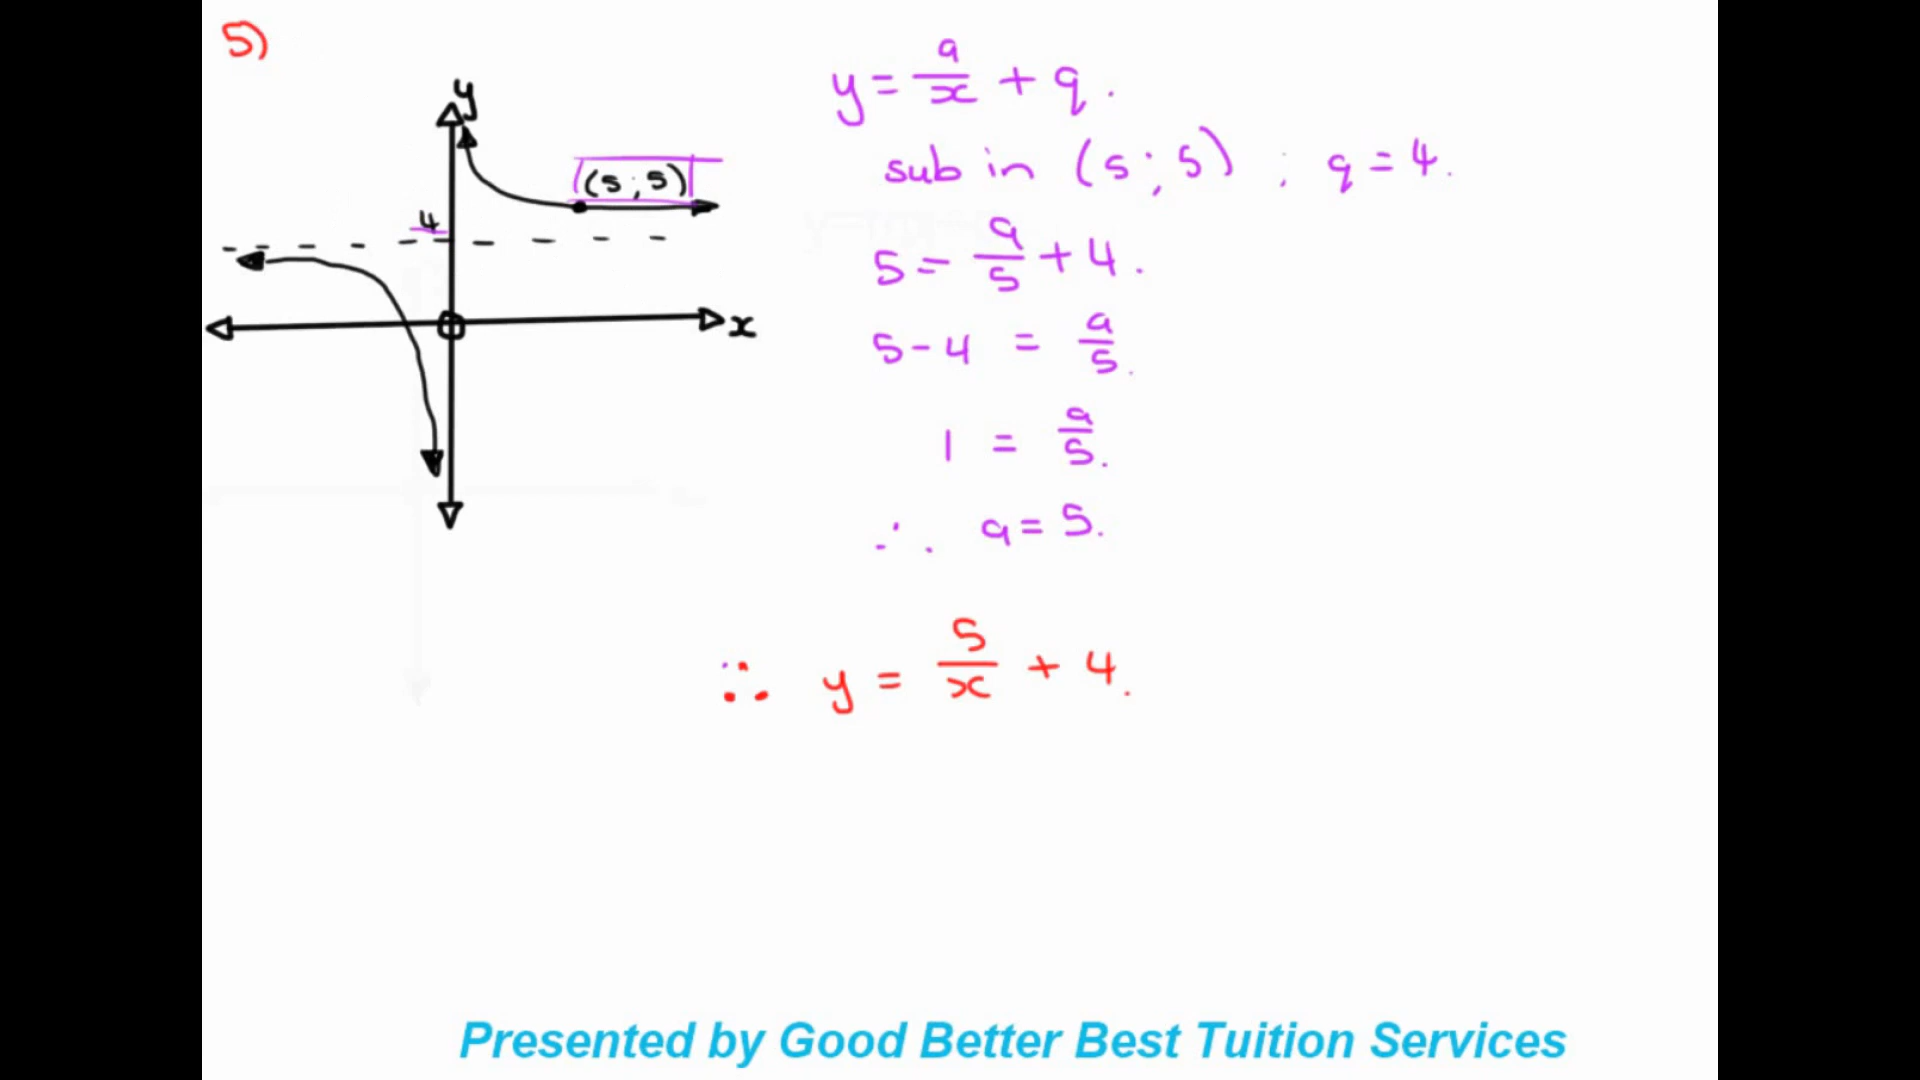 5)
y
(5 ; 5)
4
x
y = a/x + q.
sub in (5 ; 5) ; q = 4.
5 = a/5 + 4.
5 - 4 = a/5.
1 = a/5.
∴ a = 5.
∴ y = 5/x + 4.
Presented by Good Better Best Tuition Services